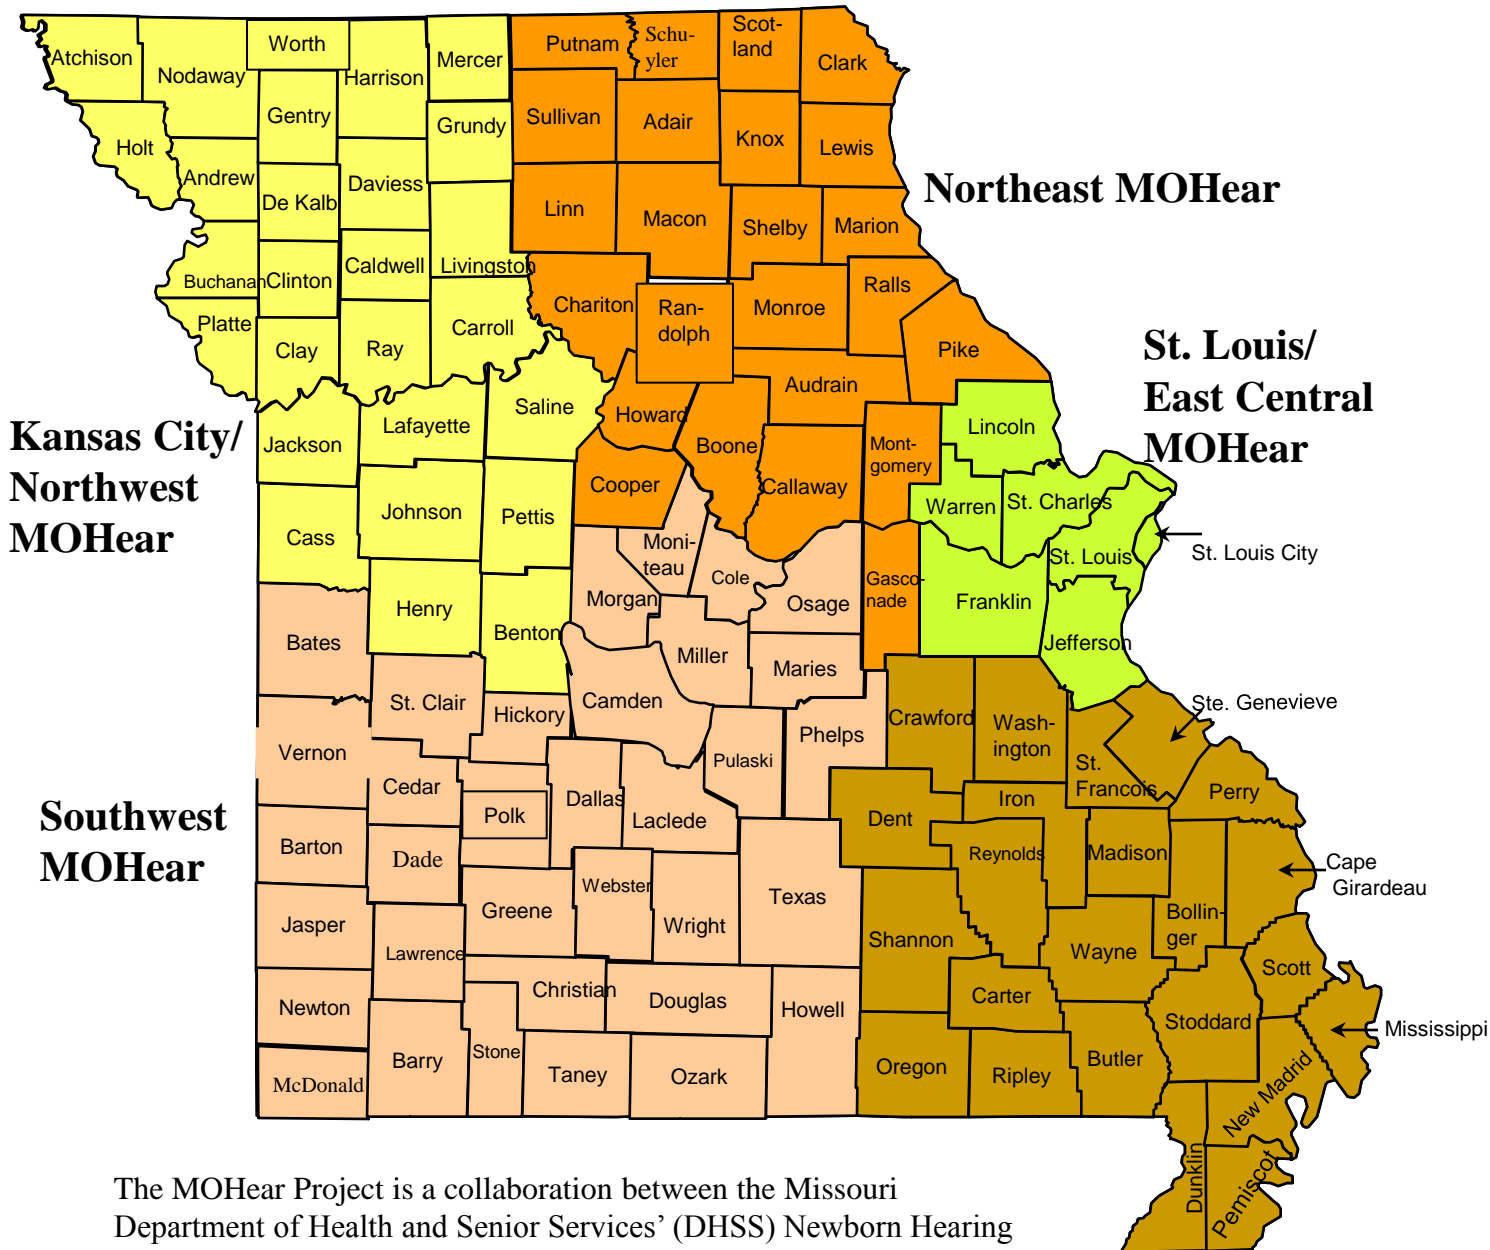 Atchison
Nodaway
Worth
Harrison
Mercer
Putnam
Schu-
yler
Scot-
land
Clark
Holt
Gentry
Grundy
Sullivan
Adair
Knox
Lewis
Andrew
De Kalb
Daviess
Linn
Macon
Shelby
Marion
Northeast MOHear
Buchanan
Clinton
Caldwell
Livingston
Chariton
Ran-
dolph
Monroe
Ralls
Platte
Clay
Ray
Carroll
Pike
St. Louis/
East Central
MOHear
Audrain
Saline
Howard
Lafayette
Jackson
Boone
Lincoln
Kansas City/
Northwest
MOHear
Mont-
gomery
Cooper
Callaway
Johnson
Pettis
Warren
St. Charles
Cass
Moni-
teau
Cole
St. Louis
St. Louis City
Henry
Morgan
Osage
Gasco-
nade
Franklin
Bates
Benton
Miller
Maries
Jefferson
St. Clair
Hickory
Camden
Ste. Genevieve
Vernon
Pulaski
Phelps
Crawford
Wash-
ington
St.
Francois
Cedar
Polk
Dallas
Laclede
Dent
Iron
Perry
Southwest
MOHear
Barton
Dade
Reynolds
Madison
Cape
Girardeau
Webster
Texas
Jasper
Greene
Wright
Bollin-
ger
Lawrence
Shannon
Wayne
Scott
Newton
Christian
Douglas
Howell
Carter
Stoddard
Mississippi
McDonald
Barry
Stone
Taney
Ozark
Oregon
Ripley
Butler
New Madrid
Dunklin
Pemiscot
The MOHear Project is a collaboration between the Missouri
Department of Health and Senior Services’ (DHSS) Newborn Hearing